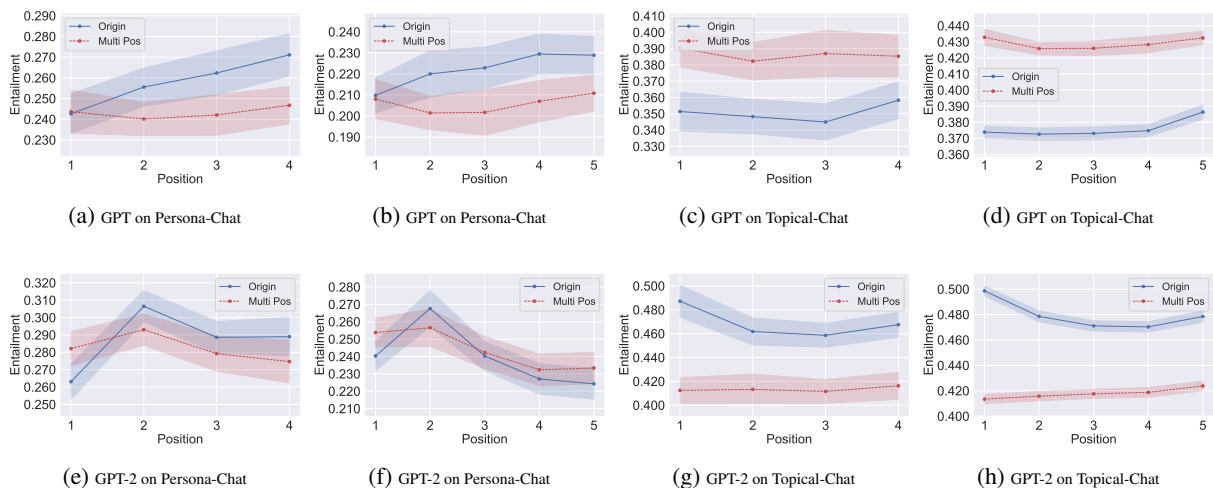 0.290
0.280
0.270
0.260
0.250
0.240
0.230
Entailment
Origin
Multi Pos
1 2 3 4
Position
(a) GPT on Persona-Chat
0.240
0.230
0.220
0.210
0.200
0.190
Entailment
Origin
Multi Pos
1 2 3 4 5
Position
(b) GPT on Persona-Chat
0.410
0.400
0.390
0.380
0.370
0.360
0.350
0.340
0.330
Entailment
Origin
Multi Pos
1 2 3 4
Position
(c) GPT on Topical-Chat
0.440
0.430
0.420
0.410
0.400
0.390
0.380
0.370
0.360
Entailment
Origin
Multi Pos
1 2 3 4 5
Position
(d) GPT on Topical-Chat
0.320
0.310
0.300
0.290
0.280
0.270
0.260
0.250
Entailment
Origin
Multi Pos
1 2 3 4
Position
(e) GPT-2 on Persona-Chat
0.280
0.270
0.260
0.250
0.240
0.230
0.220
0.210
Entailment
Origin
Multi Pos
1 2 3 4 5
Position
(f) GPT-2 on Persona-Chat
0.500
0.480
0.460
0.440
0.420
0.400
Entailment
Origin
Multi Pos
1 2 3 4
Position
(g) GPT-2 on Topical-Chat
0.500
0.480
0.460
0.440
0.420
0.400
Entailment
Origin
Multi Pos
1 2 3 4 5
Position
(h) GPT-2 on Topical-Chat